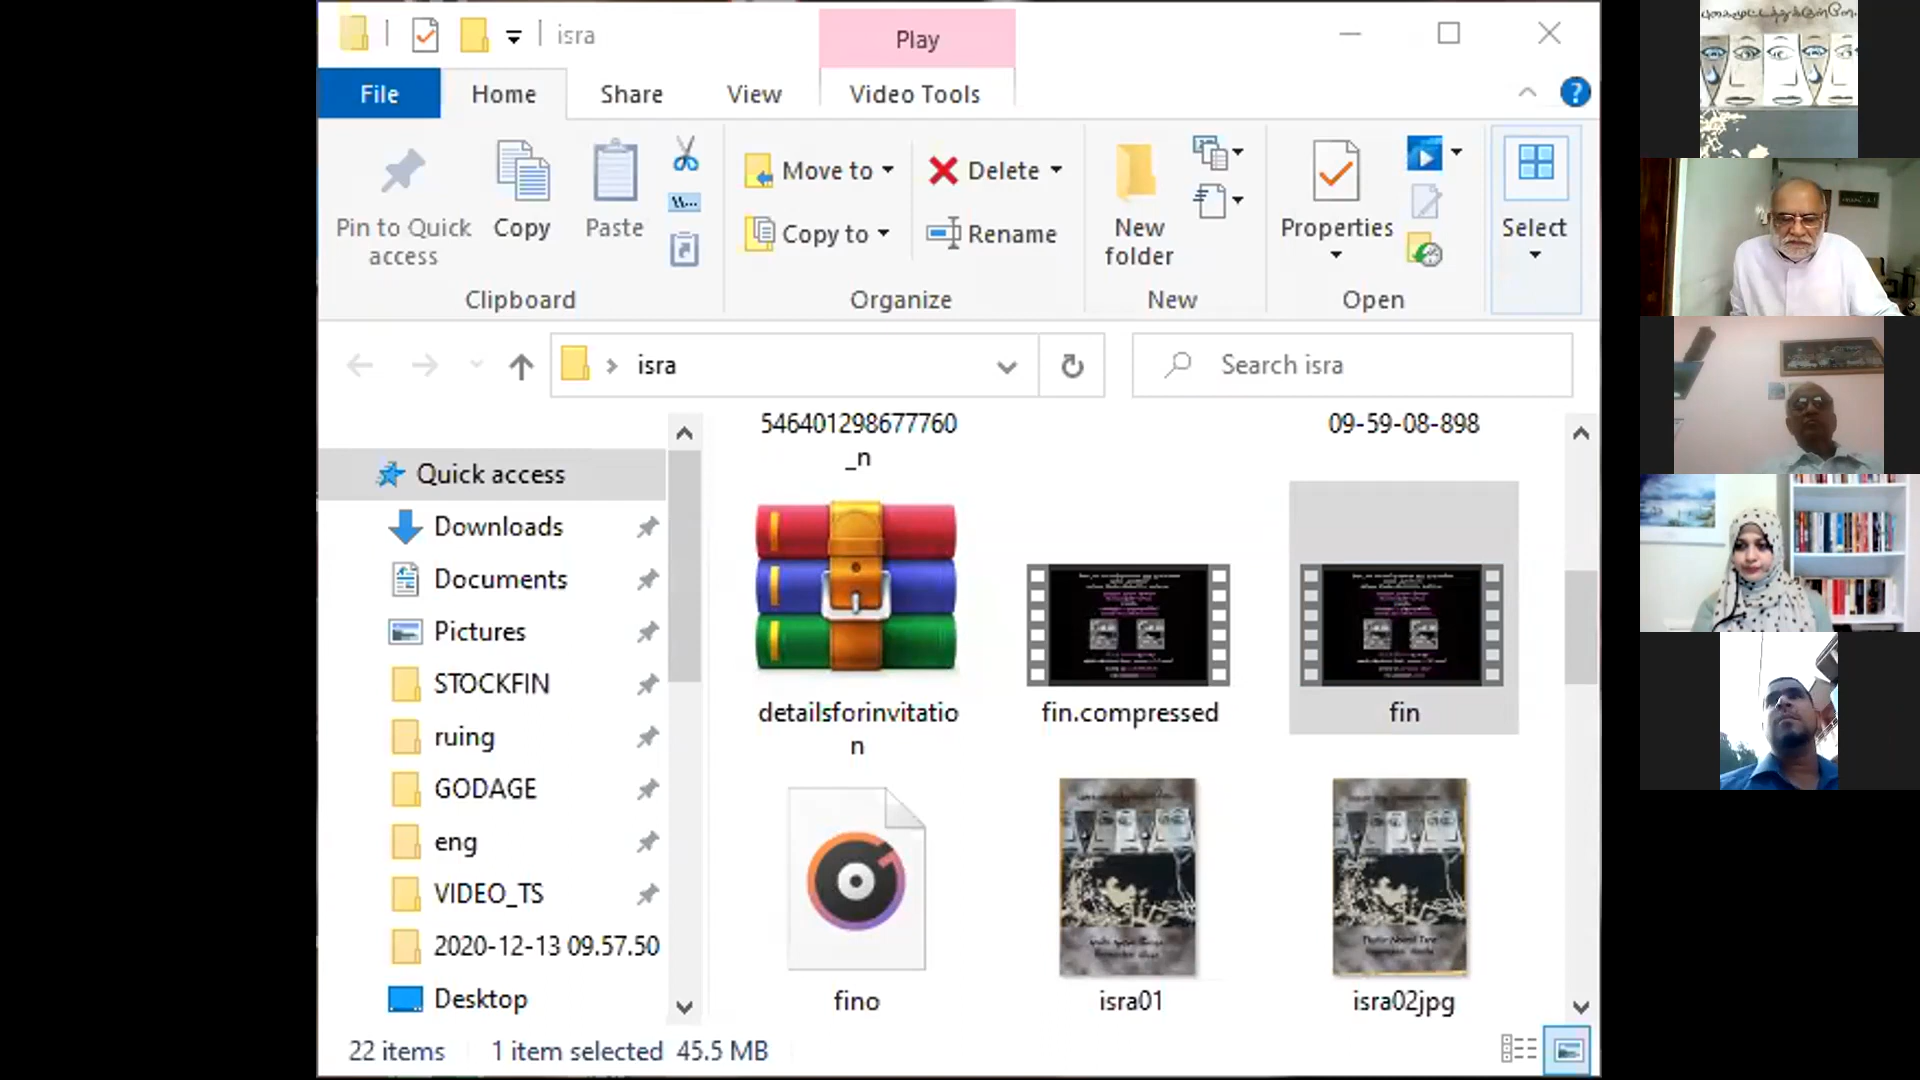 isra
Play
File
Home
Share
View
Video Tools
Pin to Quick
access
Copy
Paste
Move to
Copy to
Delete
Rename
New
folder
Properties
Select
Clipboard
Organize
New
Open
isra
Search isra
546401298677760
_n
09-59-08-898
Quick access
Downloads
Documents
Pictures
STOCKFIN
ruing
GODAGE
eng
VIDEO_TS
2020-12-13 09.57.50
Desktop
detailsforinvitatio
n
fin.compressed
fin
fino
isra01
isra02jpg
22 items
1 item selected 45.5 MB